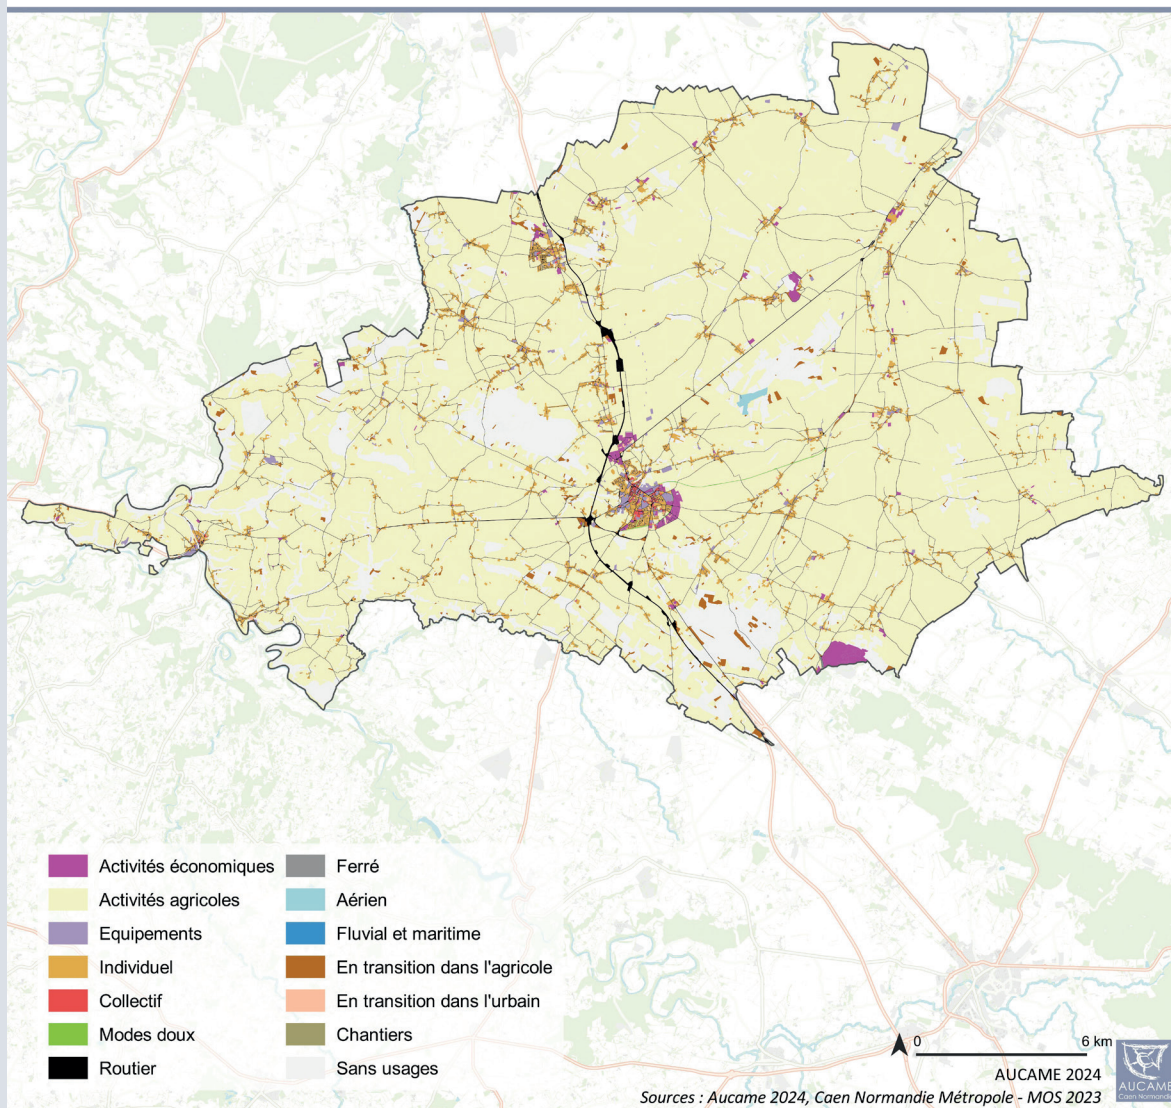 Activités économiques
Activités agricoles
Equipements
Individuel
Collectif
Modes doux
Routier
Ferré
Aérien
Fluvial et maritime
En transition dans l'agricole
En transition dans l'urbain
Chantiers
Sans usages
0 6 km
AUCAME 2024
Sources : Aucame 2024, Caen Normandie Métropole - MOS 2023
AUCAME
Caen Normandie